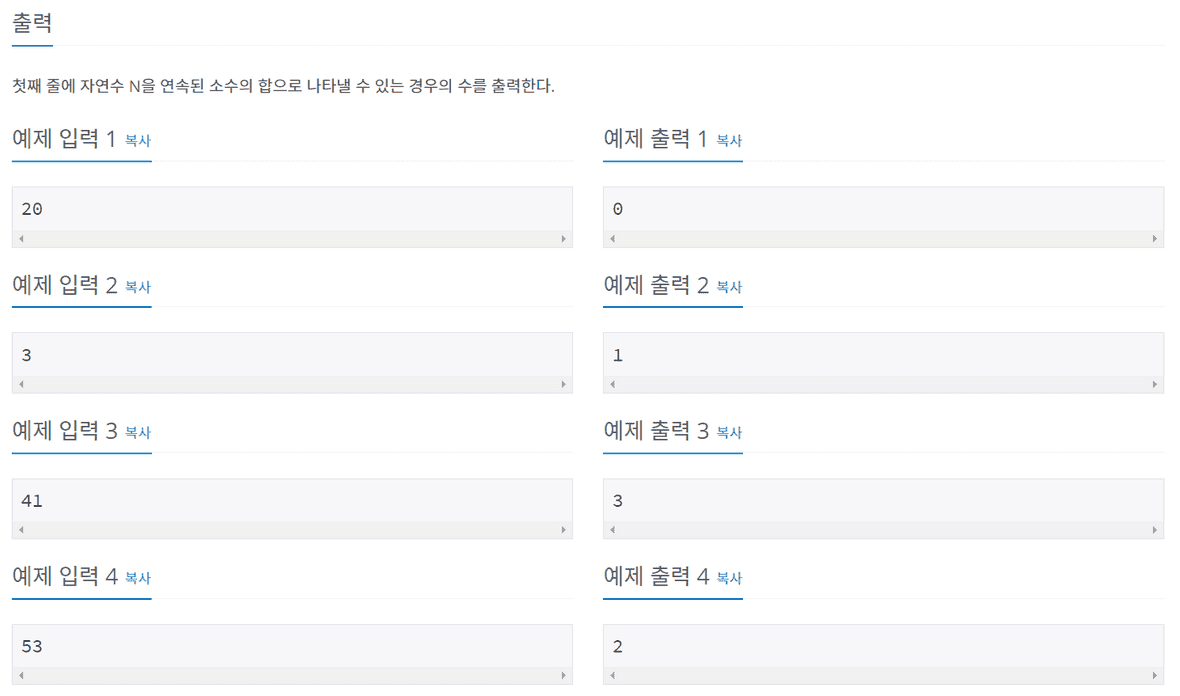 출력
첫째 줄에 자연수 N을 연속된 소수의 합으로 나타낼 수 있는 경우의 수를 출력한다.
예제 입력 1 복사
예제 출력 1 복사
20
0
예제 입력 2 복사
예제 출력 2 복사
3
1
예제 입력 3 복사
예제 출력 3 복사
41
3
예제 입력 4 복사
예제 출력 4 복사
53
2